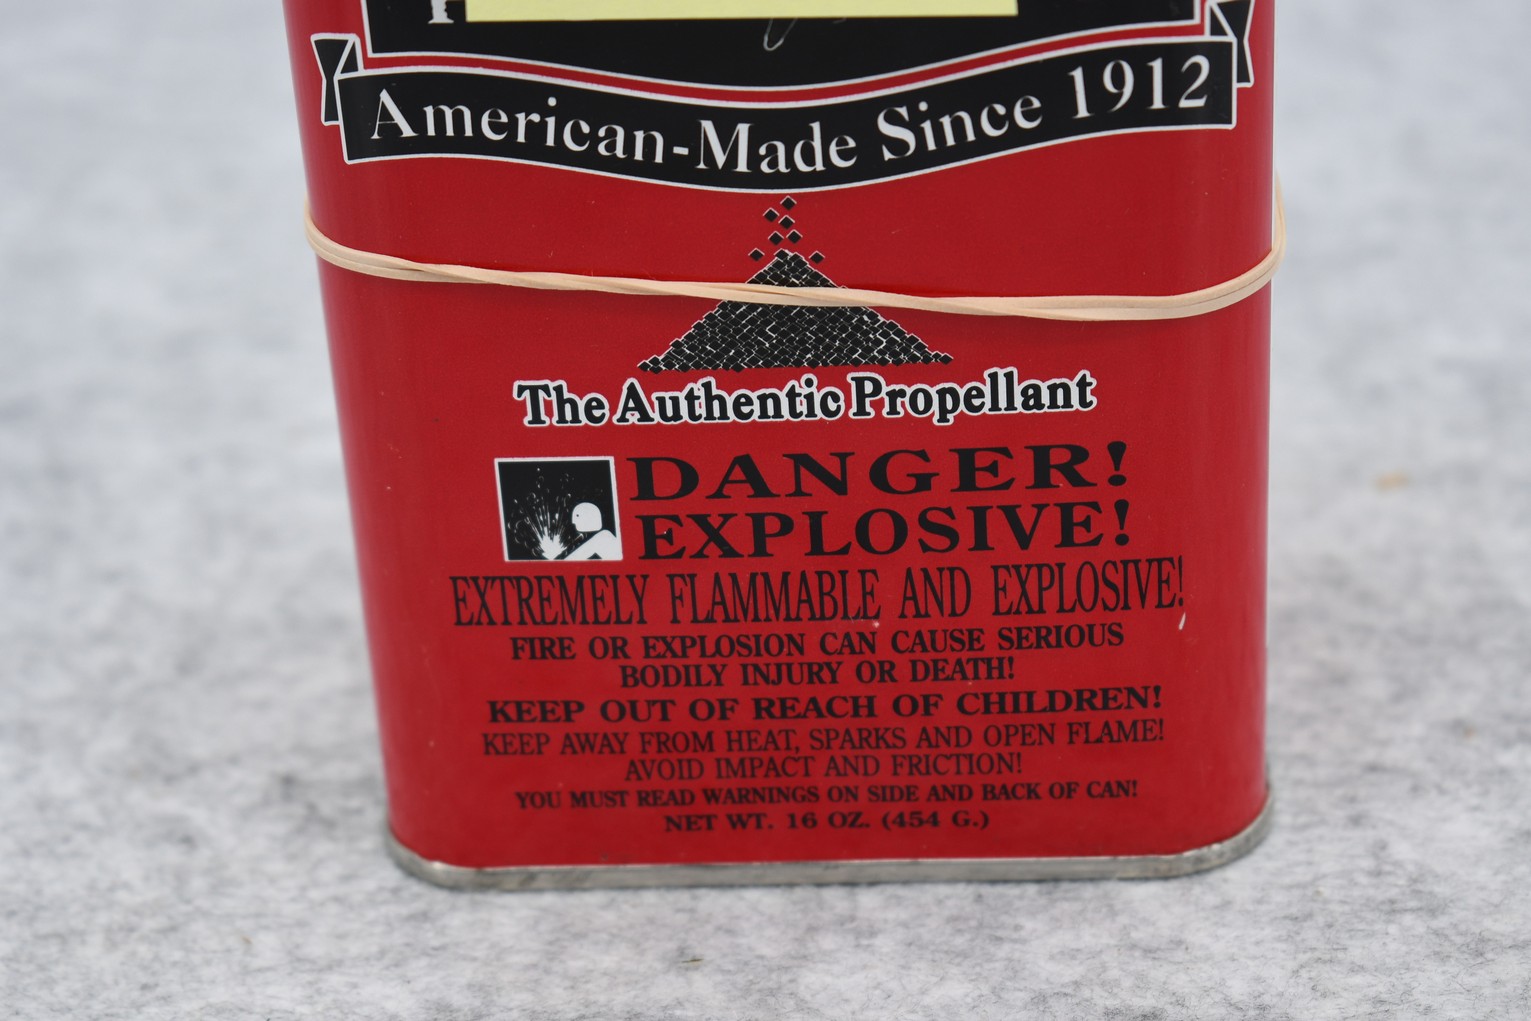 American-Made Since 1912
The Authentic Propellant
DANGER!
EXPLOSIVE!
EXTREMELY FLAMMABLE AND EXPLOSIVE!
FIRE OR EXPLOSION CAN CAUSE SERIOUS
BODILY INJURY OR DEATH!
KEEP OUT OF REACH OF CHILDREN!
KEEP AWAY FROM HEAT, SPARKS AND OPEN FLAME!
AVOID IMPACT AND FRICTION!
YOU MUST READ WARNINGS ON SIDE AND BACK OF CAN!
NET WT. 16 OZ. (454 G.)